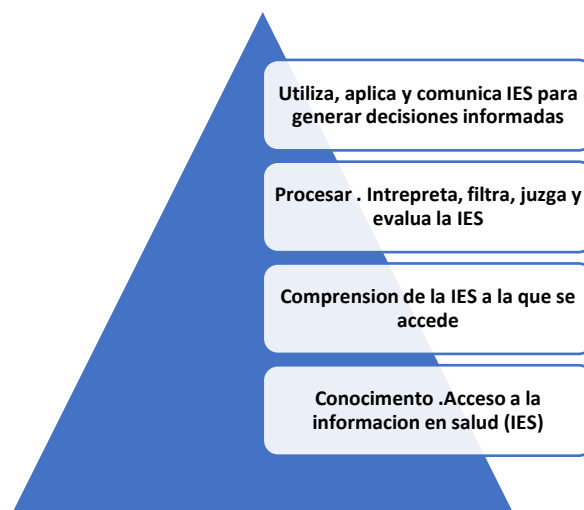 Utiliza, aplica y comunica IES para
generar decisiones informadas
Procesar . Intrepreta, filtra, juzga y
evalua la IES
Comprension de la IES a la que se
accede
Conocimento .Acceso a la
informacion en salud (IES)